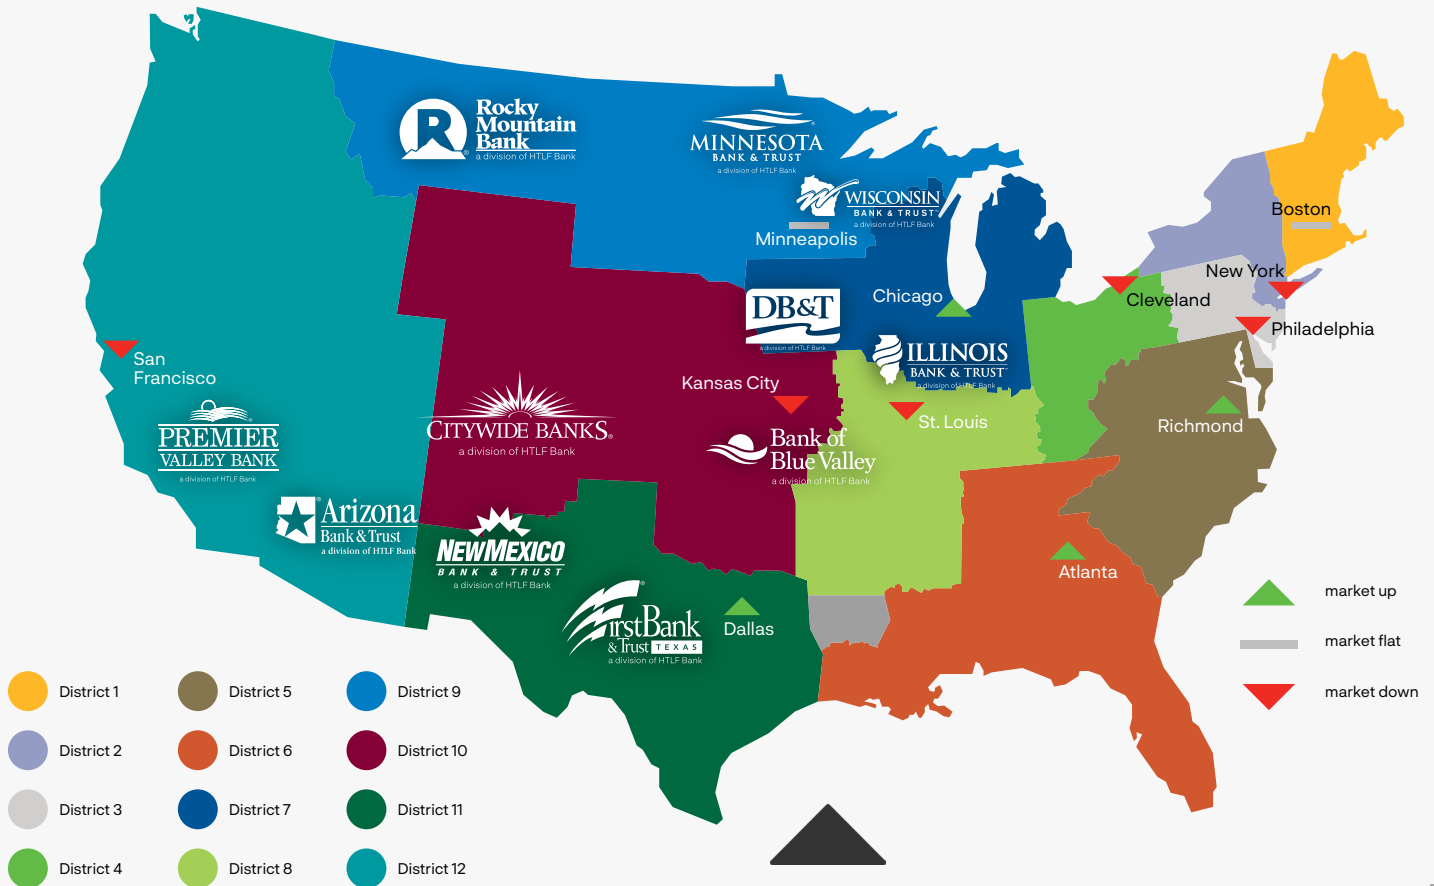 Rocky
Mountain
Bank
a division of HTLF Bank
MINNESOTA
BANK & TRUST
a division of HTLF Bank
WISCONSIN
BANK & TRUST
a division of HTLF Bank
Minneapolis
Boston
New York
Cleveland
Philadelphia
Chicago
DB&T
a division of HTLF Bank
ILLINOIS
BANK & TRUST
a division of HTLF Bank
San
Francisco
Kansas City
St. Louis
Richmond
PREMIER
VALLEY BANK
a division of HTLF Bank
CITYWIDE BANKS®
a division of HTLF Bank
Bank of
Blue Valley
a division of HTLF Bank
Arizona
Bank & Trust
a division of HTLF Bank
NEW MEXICO
BANK & TRUST
a division of HTLF Bank
FirstBank
& Trust TEXAS
a division of HTLF Bank
Dallas
Atlanta
market up
market flat
market down
District 1
District 5
District 9
District 2
District 6
District 10
District 3
District 7
District 11
District 4
District 8
District 12